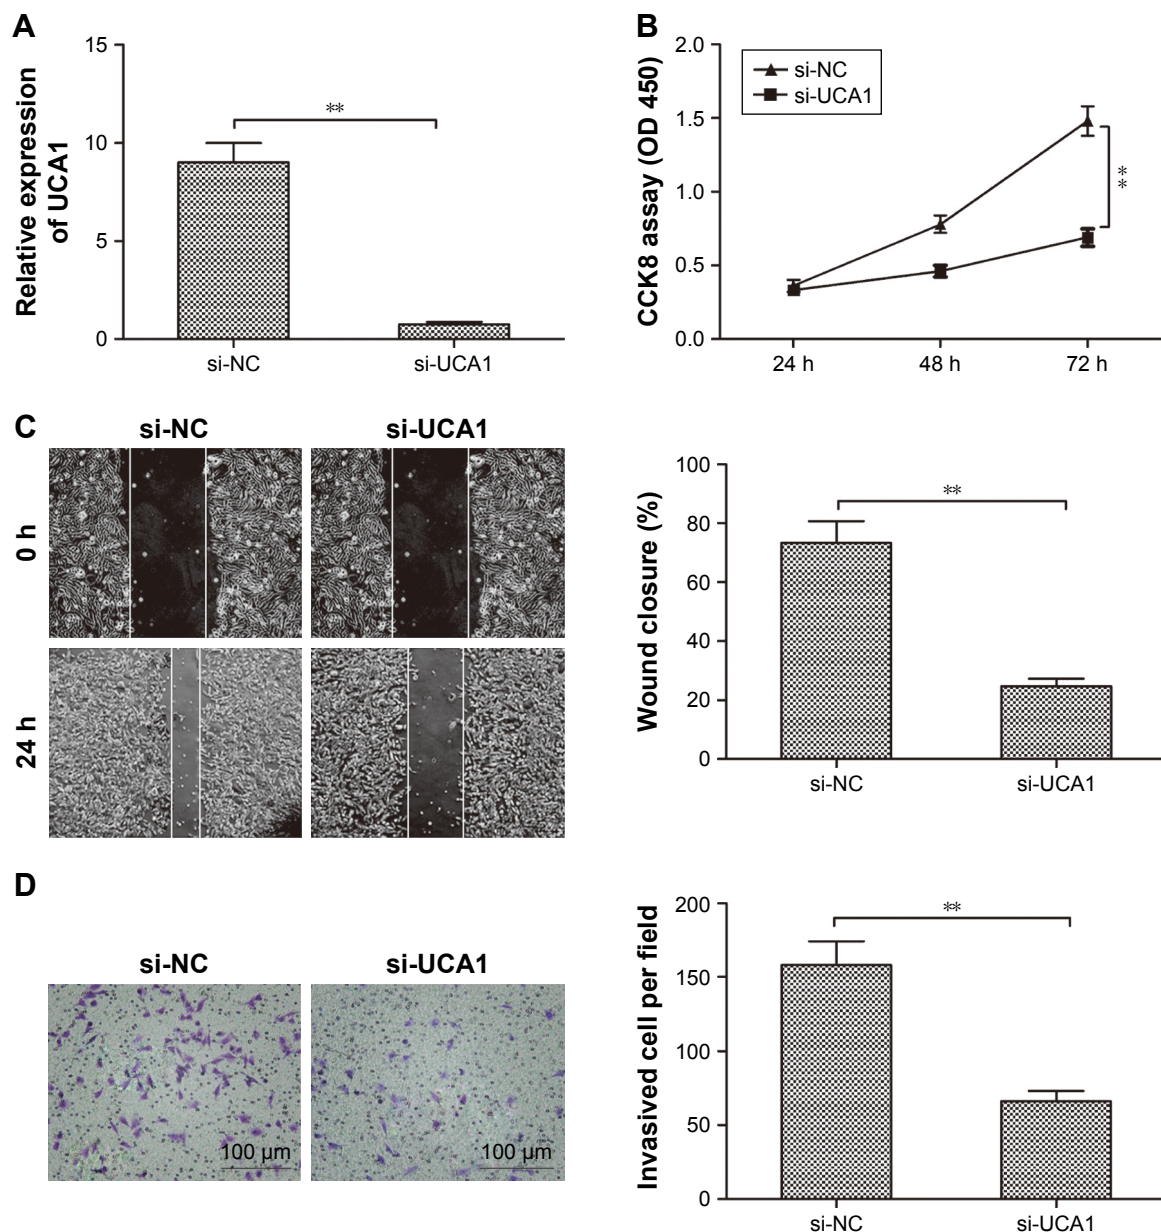 A
Relative expression
of UCA1
15
10
5
0
**
si-NC
si-UCA1
B
CCK8 assay (OD 450)
2.0
1.5
1.0
0.5
0.0
si-NC
si-UCA1
**
24 h
48 h
72 h
C
si-NC
si-UCA1
0 h
24 h
Wound closure (%)
100
80
60
40
20
0
**
si-NC
si-UCA1
D
si-NC
si-UCA1
100 µm
100 µm
Invasived cell per field
200
150
100
50
0
**
si-NC
si-UCA1